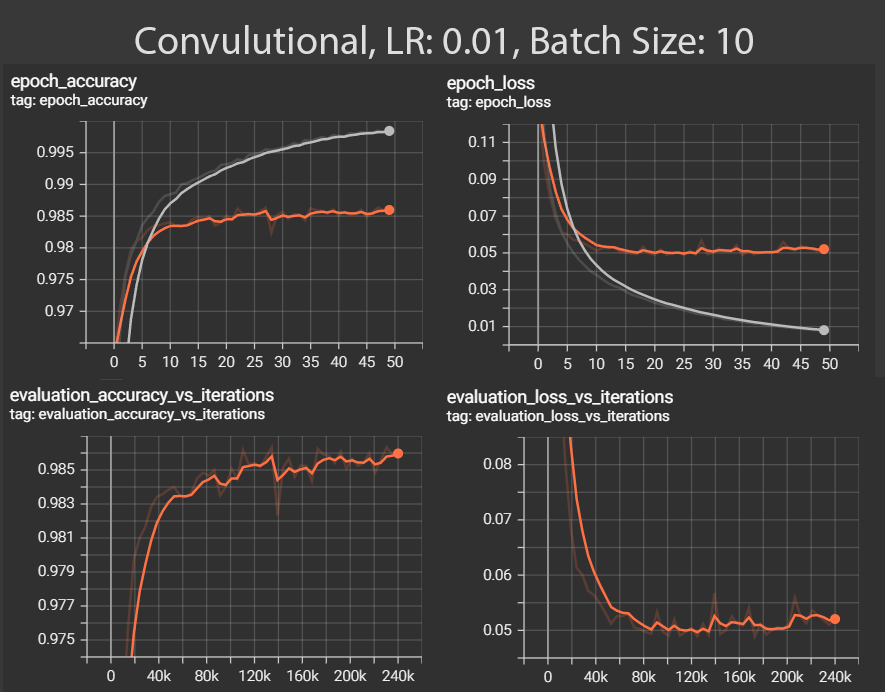 Convulutional, LR: 0.01, Batch Size: 10
epoch_accuracy
tag: epoch_accuracy
0.995
0.99
0.985
0.98
0.975
0.97
0 5 10 15 20 25 30 35 40 45 50
epoch_loss
tag: epoch_loss
0.11
0.09
0.07
0.05
0.03
0.01
0 5 10 15 20 25 30 35 40 45 50
evaluation_accuracy_vs_iterations
tag: evaluation_accuracy_vs_iterations
0.985
0.983
0.981
0.979
0.977
0.975
0 40k 80k 120k 160k 200k 240k
evaluation_loss_vs_iterations
tag: evaluation_loss_vs_iterations
0.08
0.07
0.06
0.05
0 40k 80k 120k 160k 200k 240k